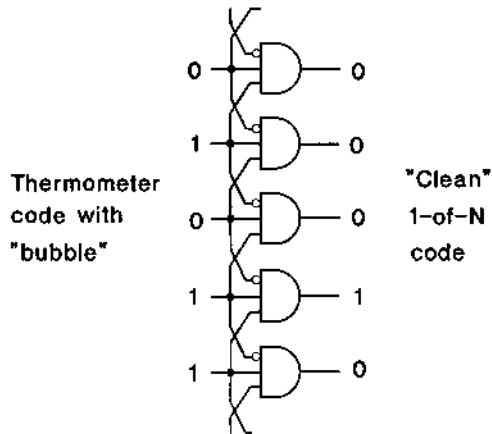 0 0
1 0
Thermometer
code with
"bubble"
0 0
"Clean"
1-of-N
code
1 1
1 0